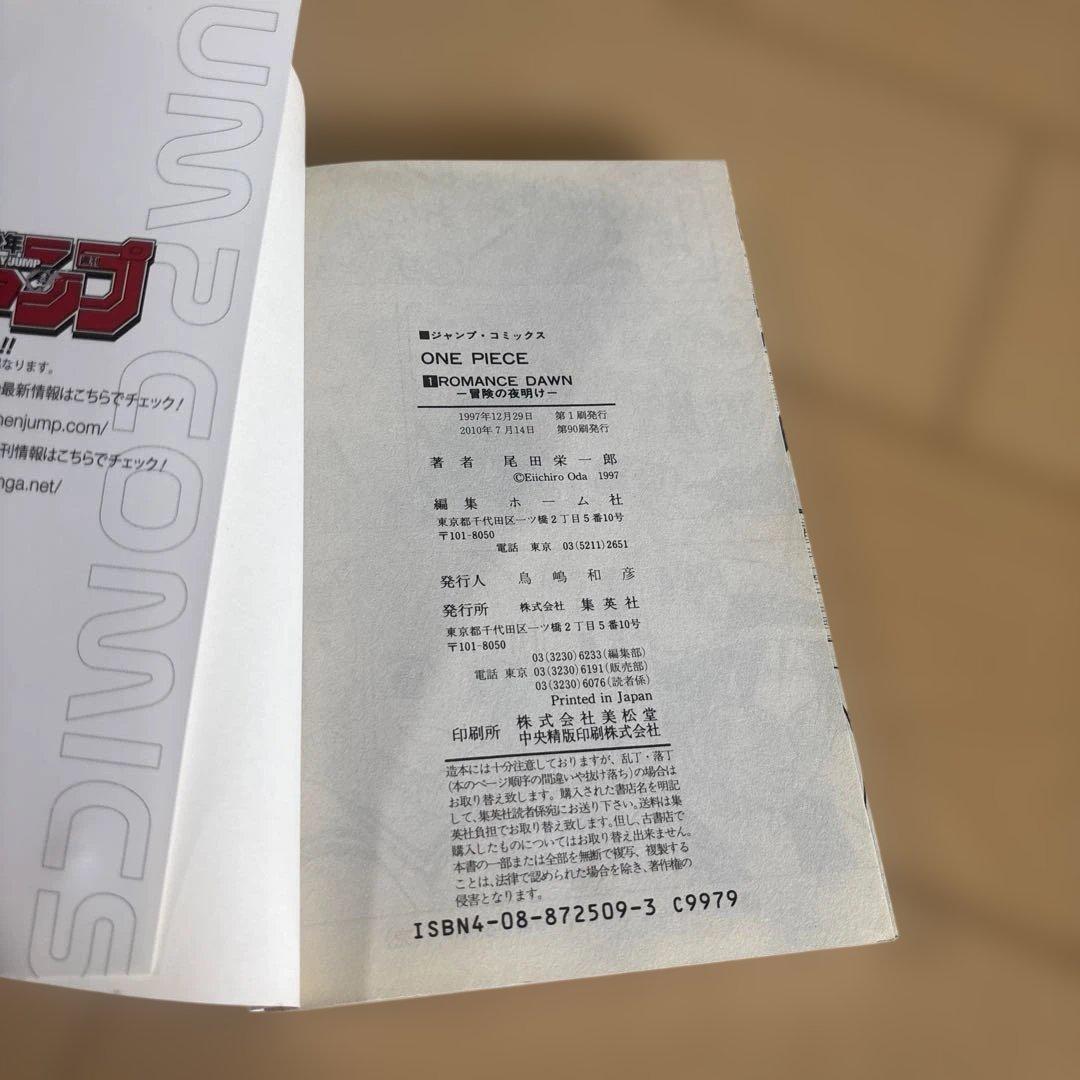 COMICS
年
JUMP
週刊
ャンプ
!!
なります。
最新情報はこちらでチェック!
enjump.com/
刊情報はこちらでチェック!
nga.net/
■ジャンプ・コミックス
ONE PIECE
1 ROMANCE DAWN
ー冒険の夜明けー
1997年12月29日 第1刷発行
2010年7月14日 第90刷発行
著者 尾田栄一郎
©Eiichiro Oda 1997
編集 ホーム社
東京都千代田区一ツ橋2丁目5番10号
〒101-8050
電話 東京 03(5211)2651
発行人 鳥嶋和彦
発行所 株式会社 集英社
東京都千代田区一ツ橋2丁目5番10号
〒101-8050
03(3230)6233(編集部)
電話 東京 03(3230)6191(販売部)
03(3230)6076(読者係)
Printed in Japan
印刷所 株式会社美松堂
中央精版印刷株式会社
造本には十分注意しておりますが、乱丁・落丁
(本のページ順序の間違いや抜け落ち)の場合は
お取り替え致します。購入された書店名を明記
して、集英社読者係宛にお送り下さい。送料は集
英社負担でお取り替え致します。但し、古書店で
購入したものについてはお取り替え出来ません。
本書の一部または全部を無断で複写、複製する
ことは、法律で認められた場合を除き、著作権の
侵害となります。
ISBN4-08-872509-3 C9979